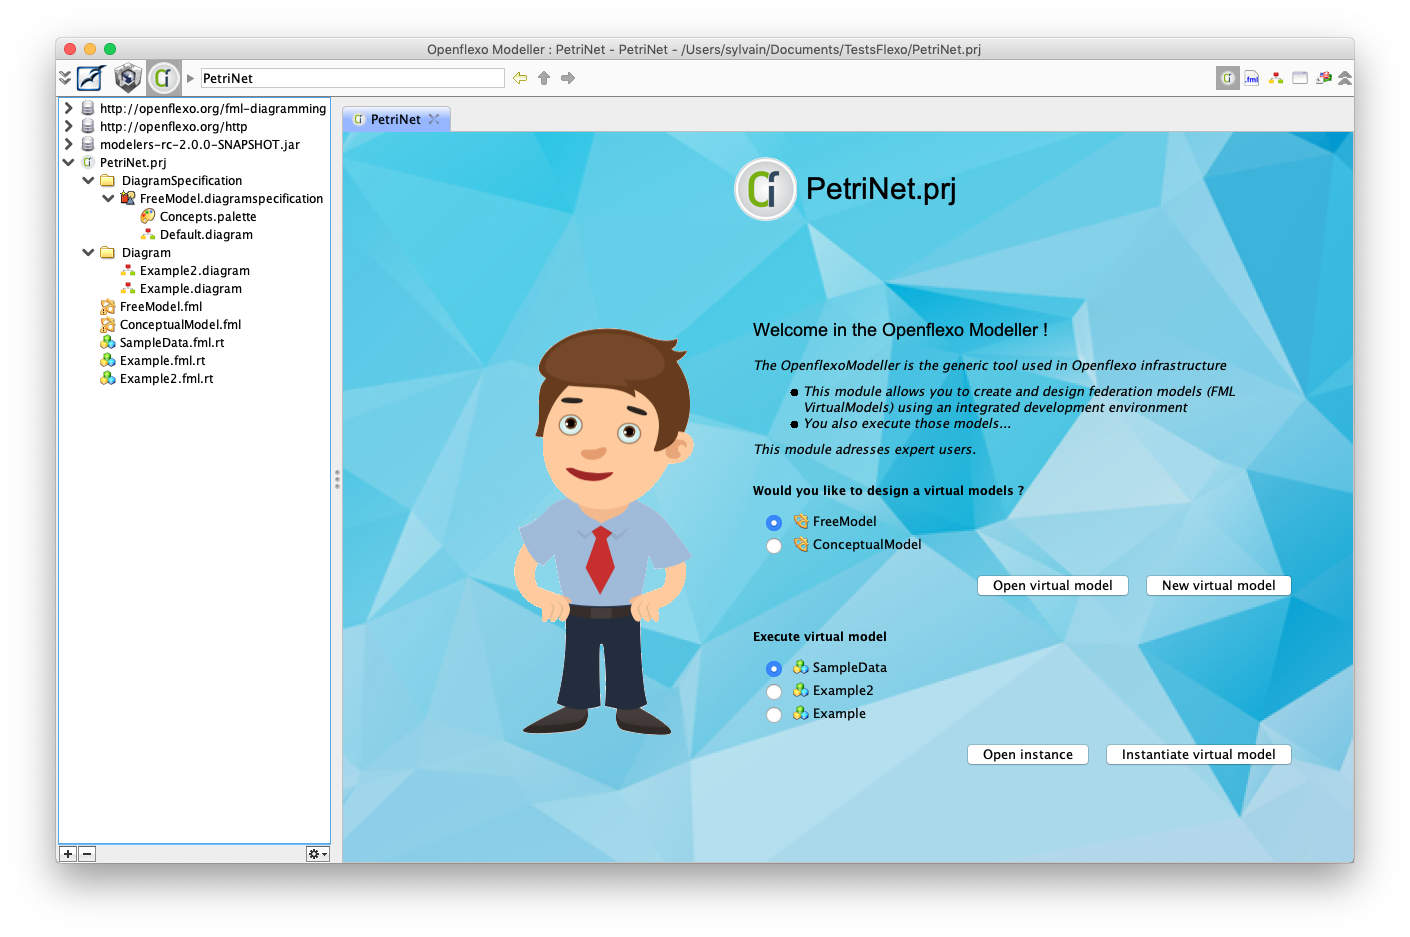 Openflexo Modeller : PetriNet - PetriNet - /Users/sylvain/Documents/TestsFlexo/PetriNet.prj
PetriNet
.fml
http://openflexo.org/fml-diagramming
http://openflexo.org/http
modelers-rc-2.0.0-SNAPSHOT.jar
PetriNet.prj
DiagramSpecification
FreeModel.diagramspecification
Concepts.palette
Default.diagram
Diagram
Example2.diagram
Example.diagram
FreeModel.fml
ConceptualModel.fml
SampleData.fml.rt
Example.fml.rt
Example2.fml.rt
PetriNet
PetriNet.prj
Welcome in the Openflexo Modeller !
The OpenflexoModeller is the generic tool used in Openflexo infrastructure
This module allows you to create and design federation models (FML
VirtualModels) using an integrated development environment
You also execute those models...
This module adresses expert users.
Would you like to design a virtual models ?
FreeModel
ConceptualModel
Open virtual model New virtual model
Execute virtual model
SampleData
Example2
Example
Open instance Instantiate virtual model